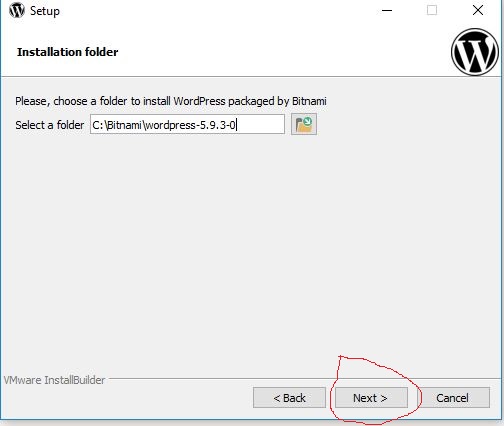 Setup
Installation folder
Please, choose a folder to install WordPress packaged by Bitnami
Select a folder C:\Bitnami\wordpress-5.9.3-0
VMware InstallBuilder
< Back Next > Cancel